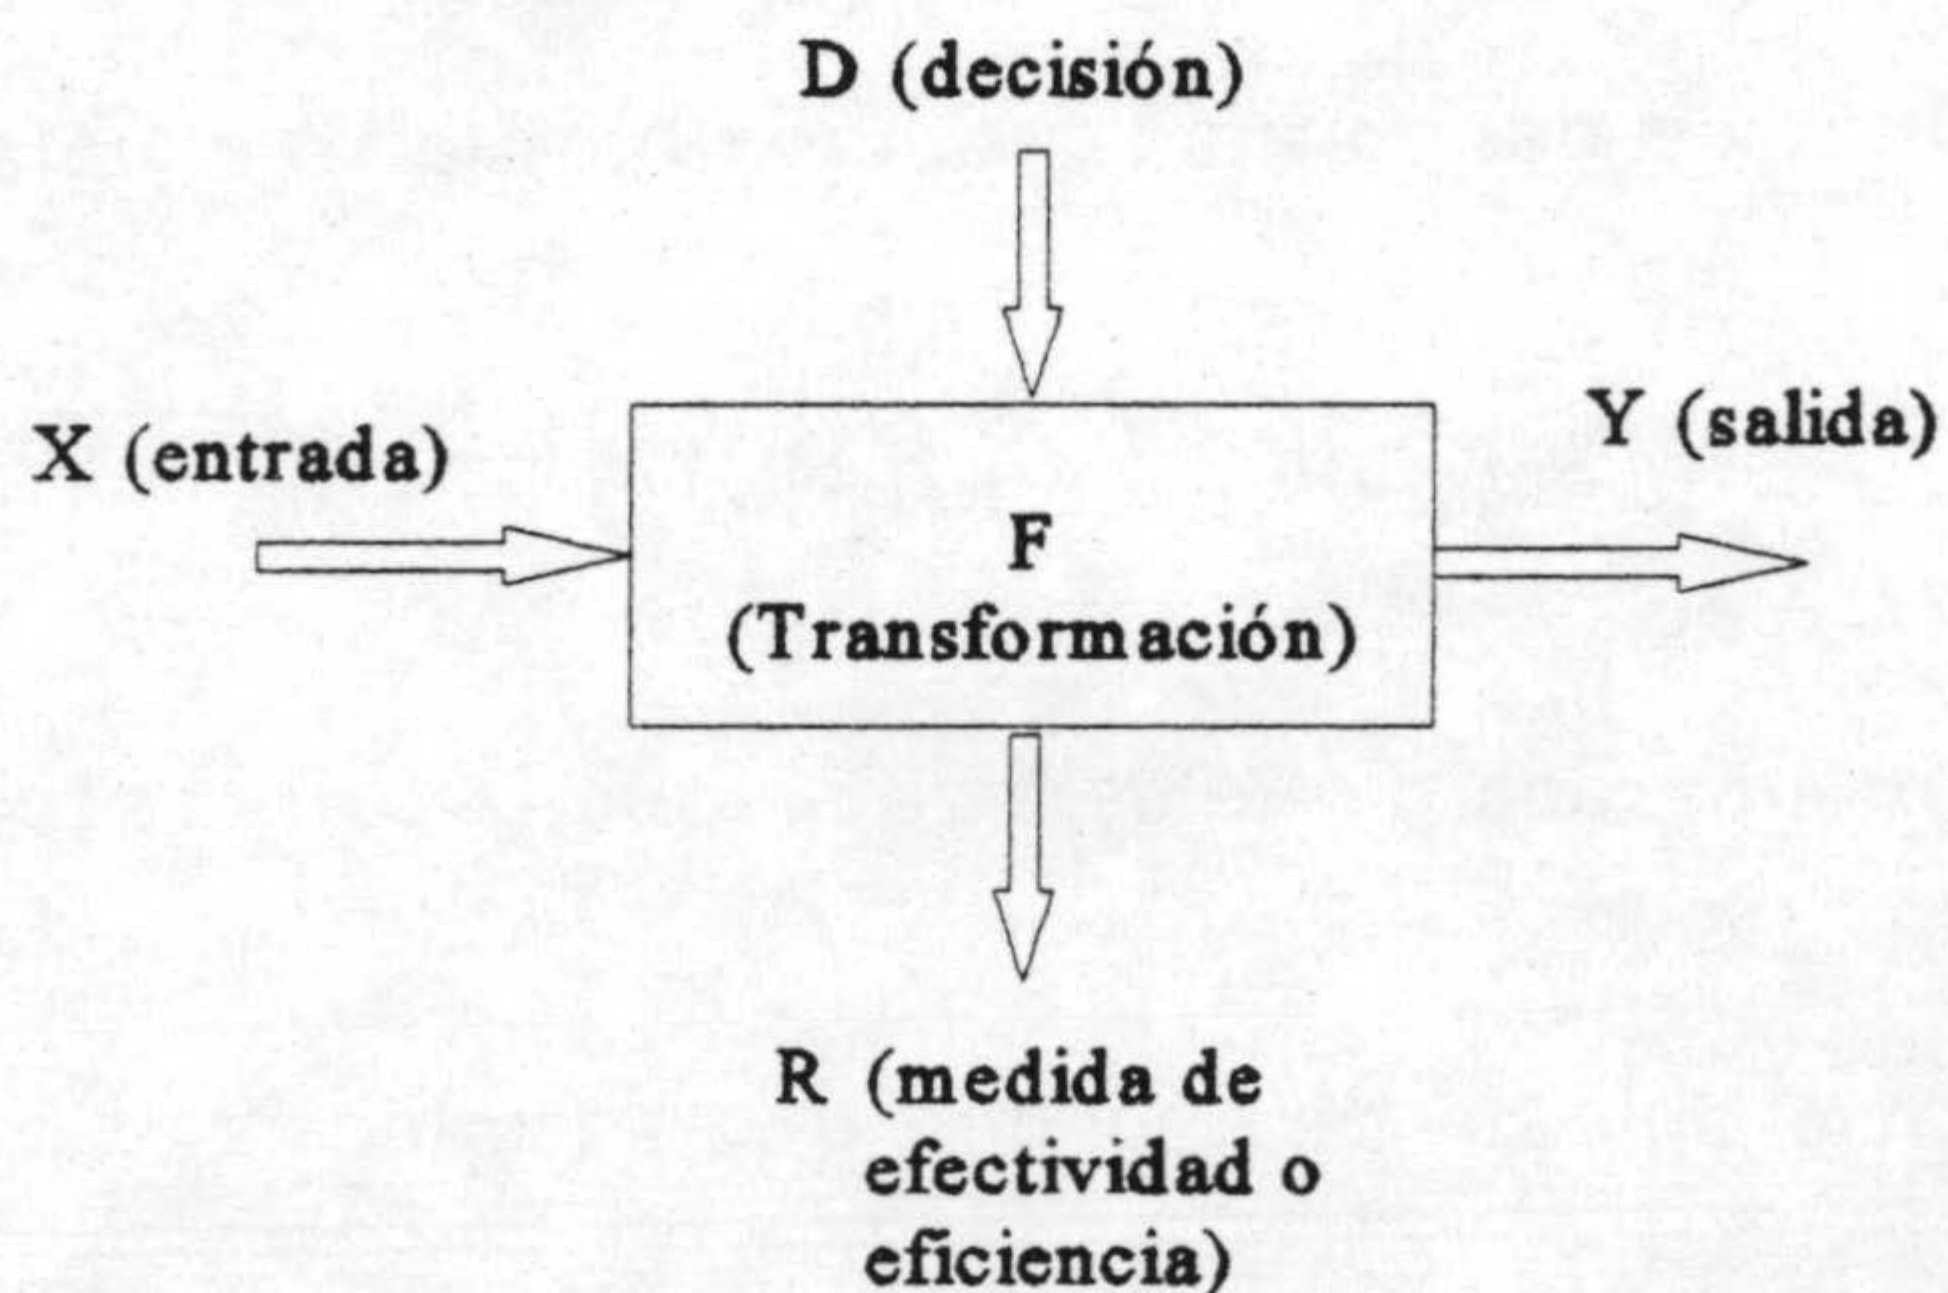 D (decisión)
X (entrada)
Y (salida)
F
(Transformación)
R (medida de
efectividad o
eficiencia)